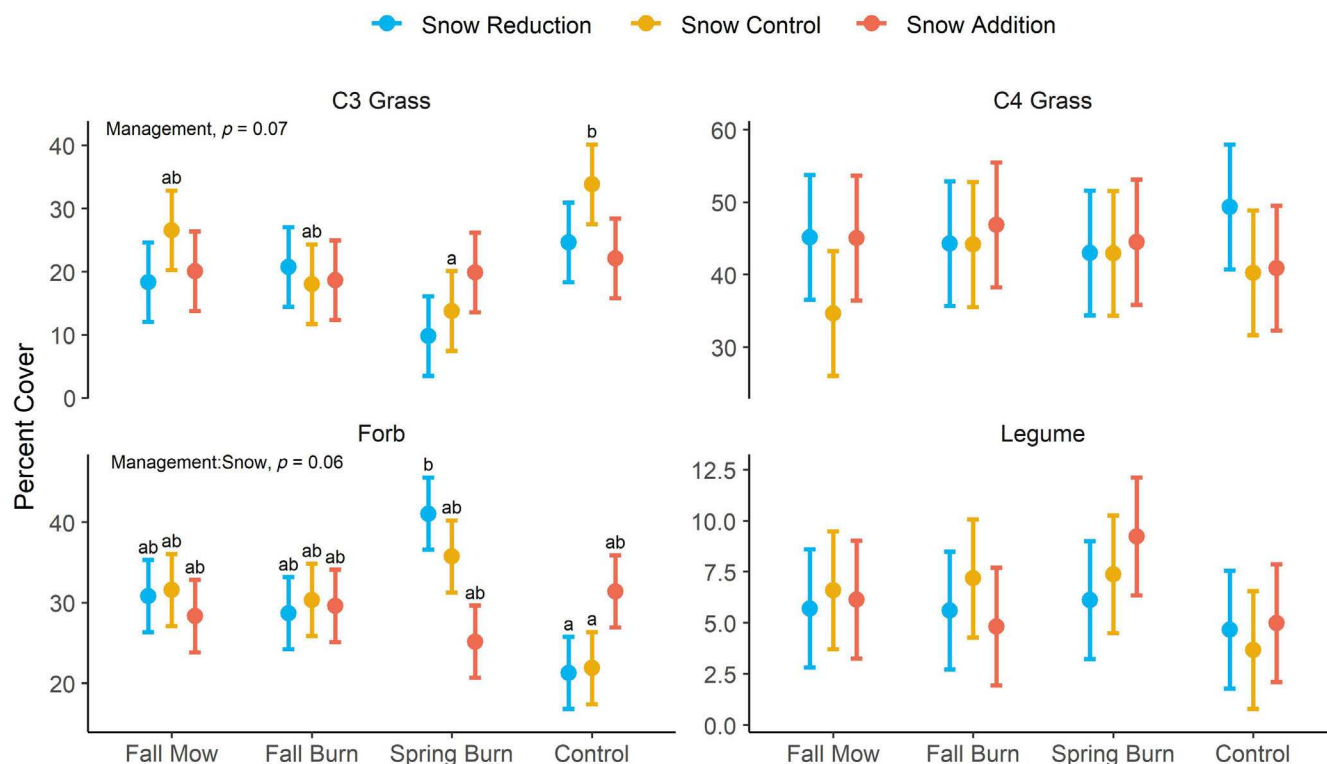 Snow Reduction Snow Control Snow Addition
C3 Grass
Management, p = 0.07
40
30
20
10
0
ab
ab
a
b
C4 Grass
60
50
40
30
Percent Cover
Forb
Management:Snow, p = 0.06
40
30
20
ab ab ab
ab ab ab
b ab ab
a a ab
Fall Mow Fall Burn Spring Burn Control
Legume
12.5
10.0
7.5
5.0
2.5
0.0
Fall Mow Fall Burn Spring Burn Control